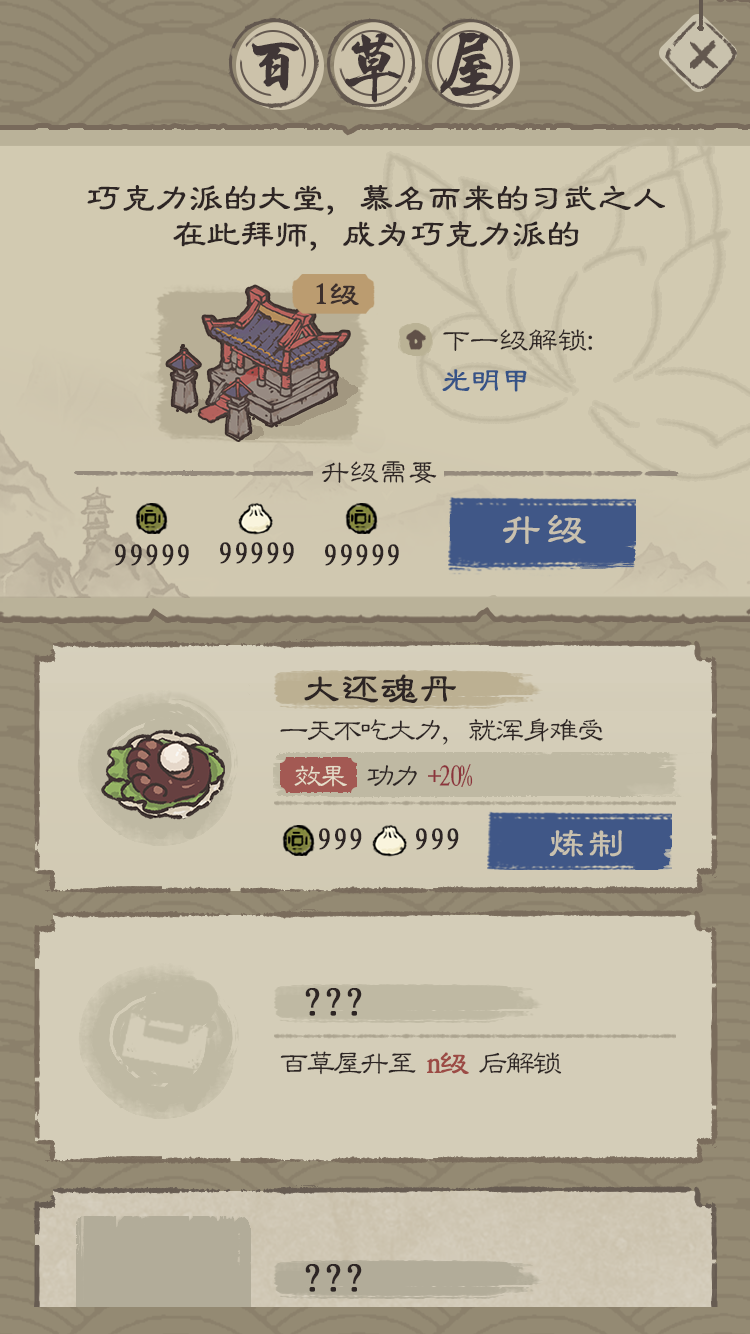 百草屋
巧克力派的大堂，慕名而来的习武之人
在此拜师，成为巧克力派的
1级
下一级解锁:
光明甲
升级需要
99999 99999 99999
升级
大还魂丹
一天不吃大力，就浑身难受
效果 功力 +20%
999 999
炼制
???
百草屋升至 n级 后解锁
???